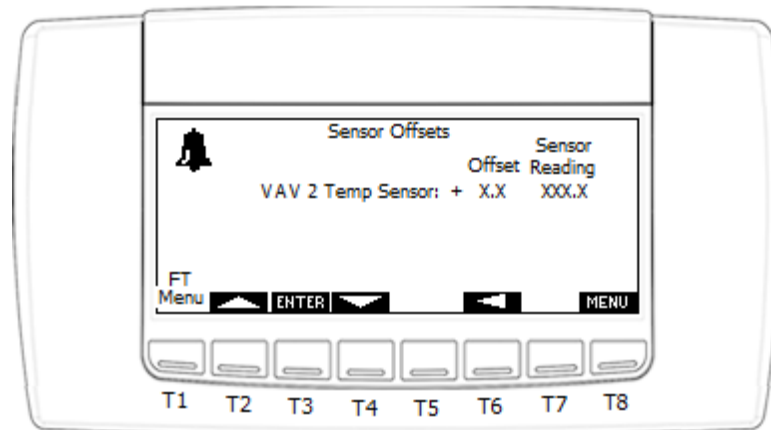 Sensor Offsets
Sensor
Offset Reading
VAV 2 Temp Sensor: + X.X XXX.X
FT
Menu ENTER MENU
T1 T2 T3 T4 T5 T6 T7 T8